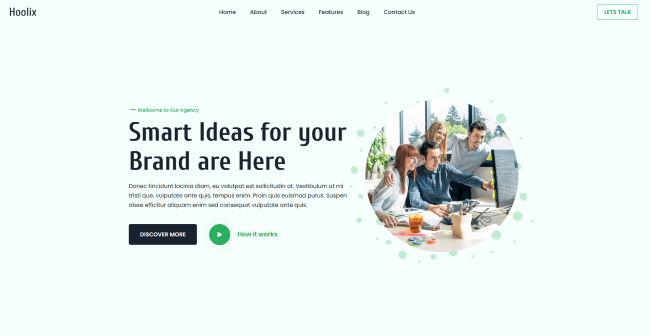 Hoolix
Home
About
Services
Features
Blog
Contact Us
LETS TALK
Wellcome to Our Agency
Smart Ideas for your
Brand are Here
Donec tincidunt lacinia diam, eu volutpat est sollicitudin at. Vestibulum ut mi
tristi que, vulputate ante quis, tempus enim. Proin quis euismod purus. Suspen
disse efficitur aliquam enim sed consequat vulputate ante quis.
DISCOVER MORE
How it works